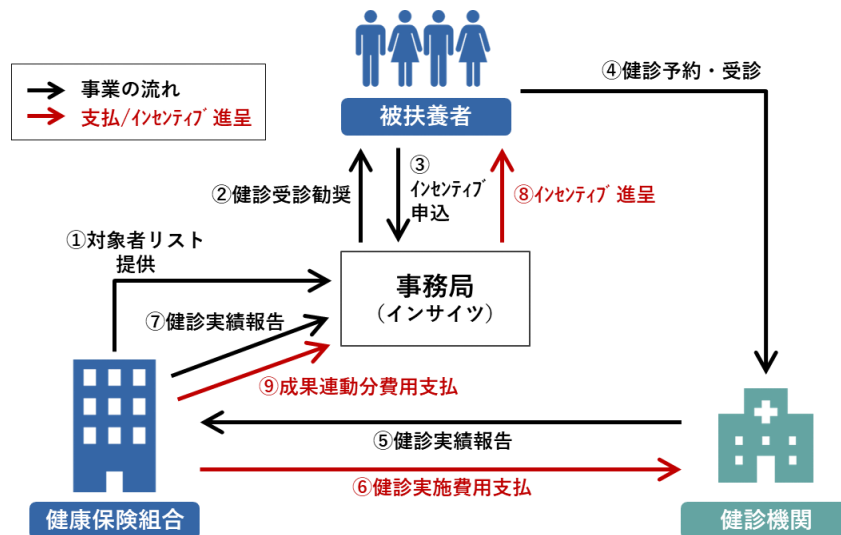 事業の流れ
支払/ｲﾝｾﾝﾃｨﾌﾞ進呈
被扶養者
④健診予約・受診
②健診受診勧奨
③
ｲﾝｾﾝﾃｨﾌﾞ
申込
⑧ｲﾝｾﾝﾃｨﾌﾞ進呈
①対象者リスト
提供
事務局
（インサイツ）
⑦健診実績報告
⑨成果連動分費用支払
⑤健診実績報告
⑥健診実施費用支払
健康保険組合
健診機関